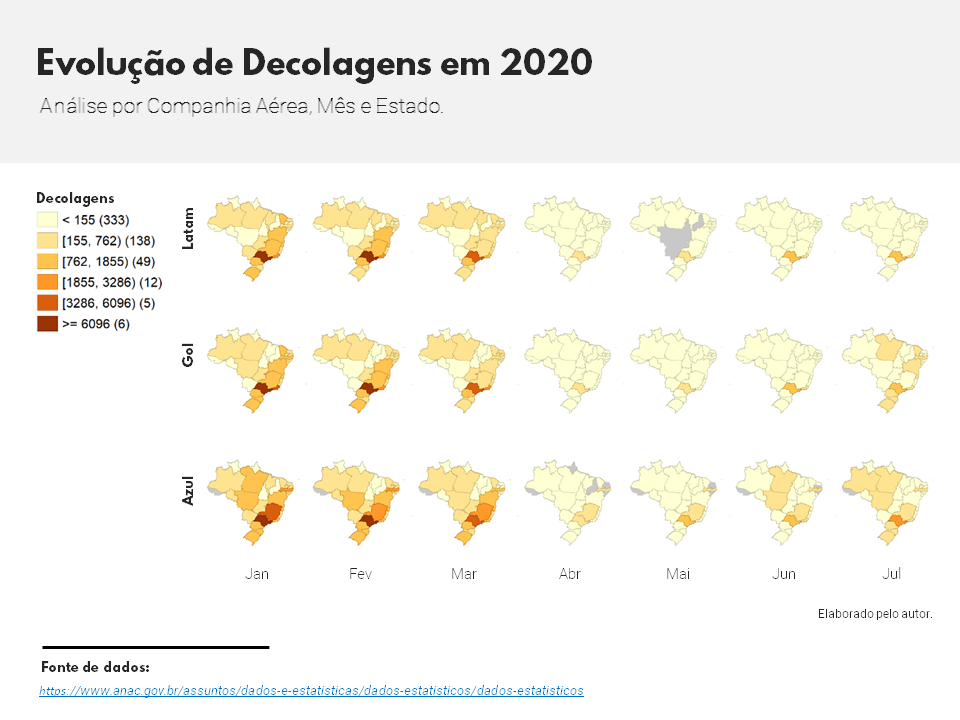 Evolução de Decolagens em 2020
Análise por Companhia Aérea, Mês e Estado.
Decolagens
< 155 (333)
[155, 762) (138)
[762, 1855) (49)
[1855, 3286) (12)
[3286, 6096) (5)
>= 6096 (6)
Latam
Gol
Azul
Jan Fev Mar Abr Mai Jun Jul
Elaborado pelo autor.
Fonte de dados:
https://www.anac.gov.br/assuntos/dados-e-estatisticas/dados-estatisticos/dados-estatisticos